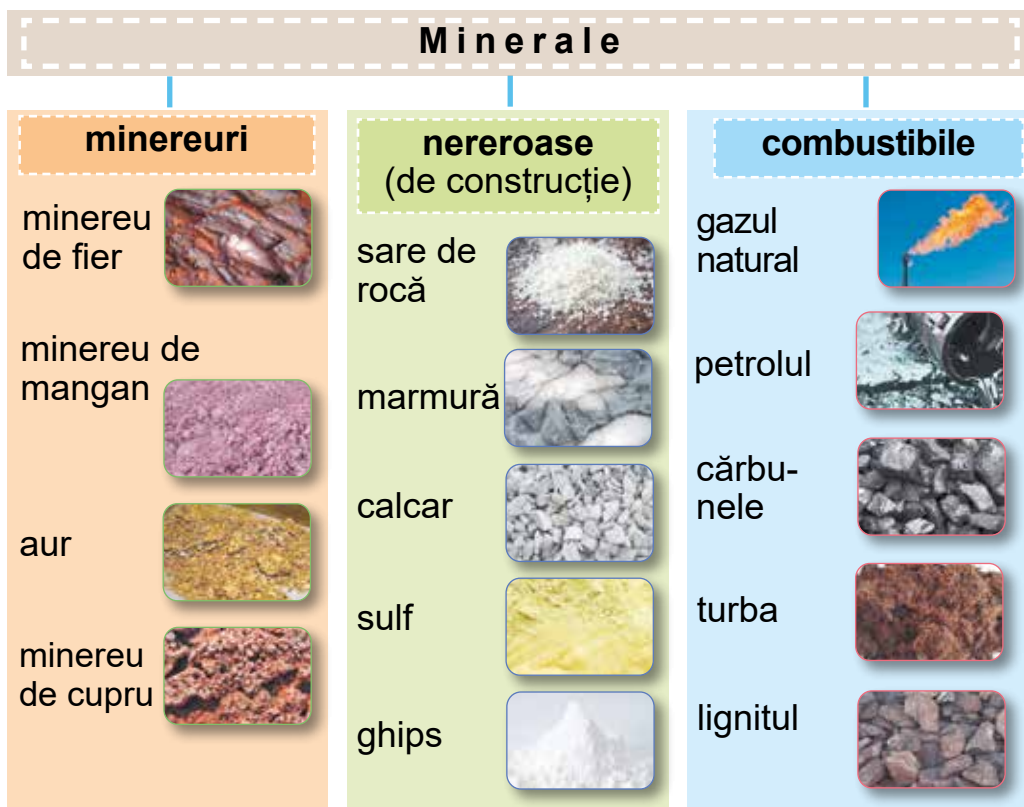 Minerale
minereuri
minereu
de fier
minereu de
mangan
aur
minereu
de cupru
nereroase
(de construcție)
sare de
rocă
marmură
calcar
sulf
ghips
combustibile
gazul
natural
petrolul
cărbu-
nele
turba
lignitul